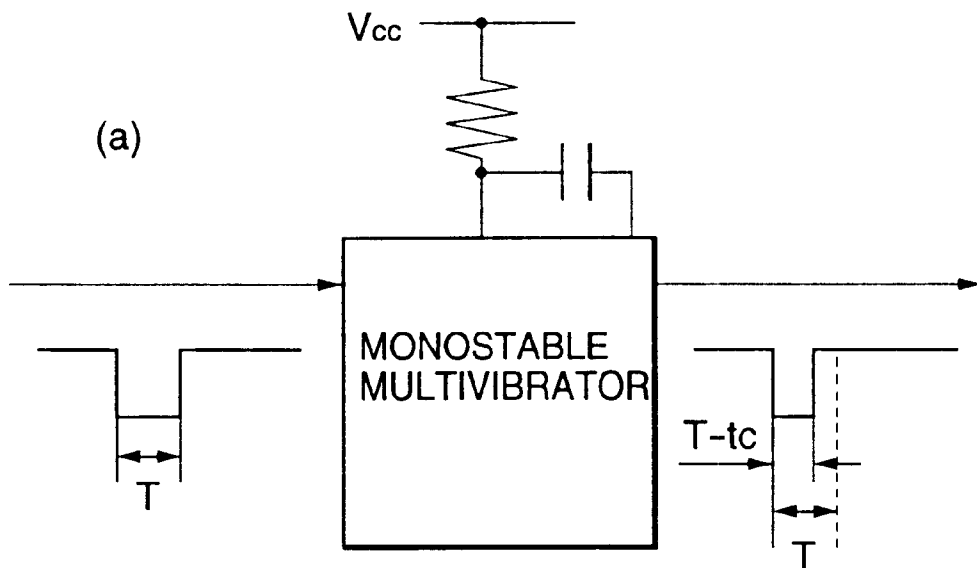 Vcc
(a)
MONOSTABLE
MULTIVIBRATOR
T-tc
T
T